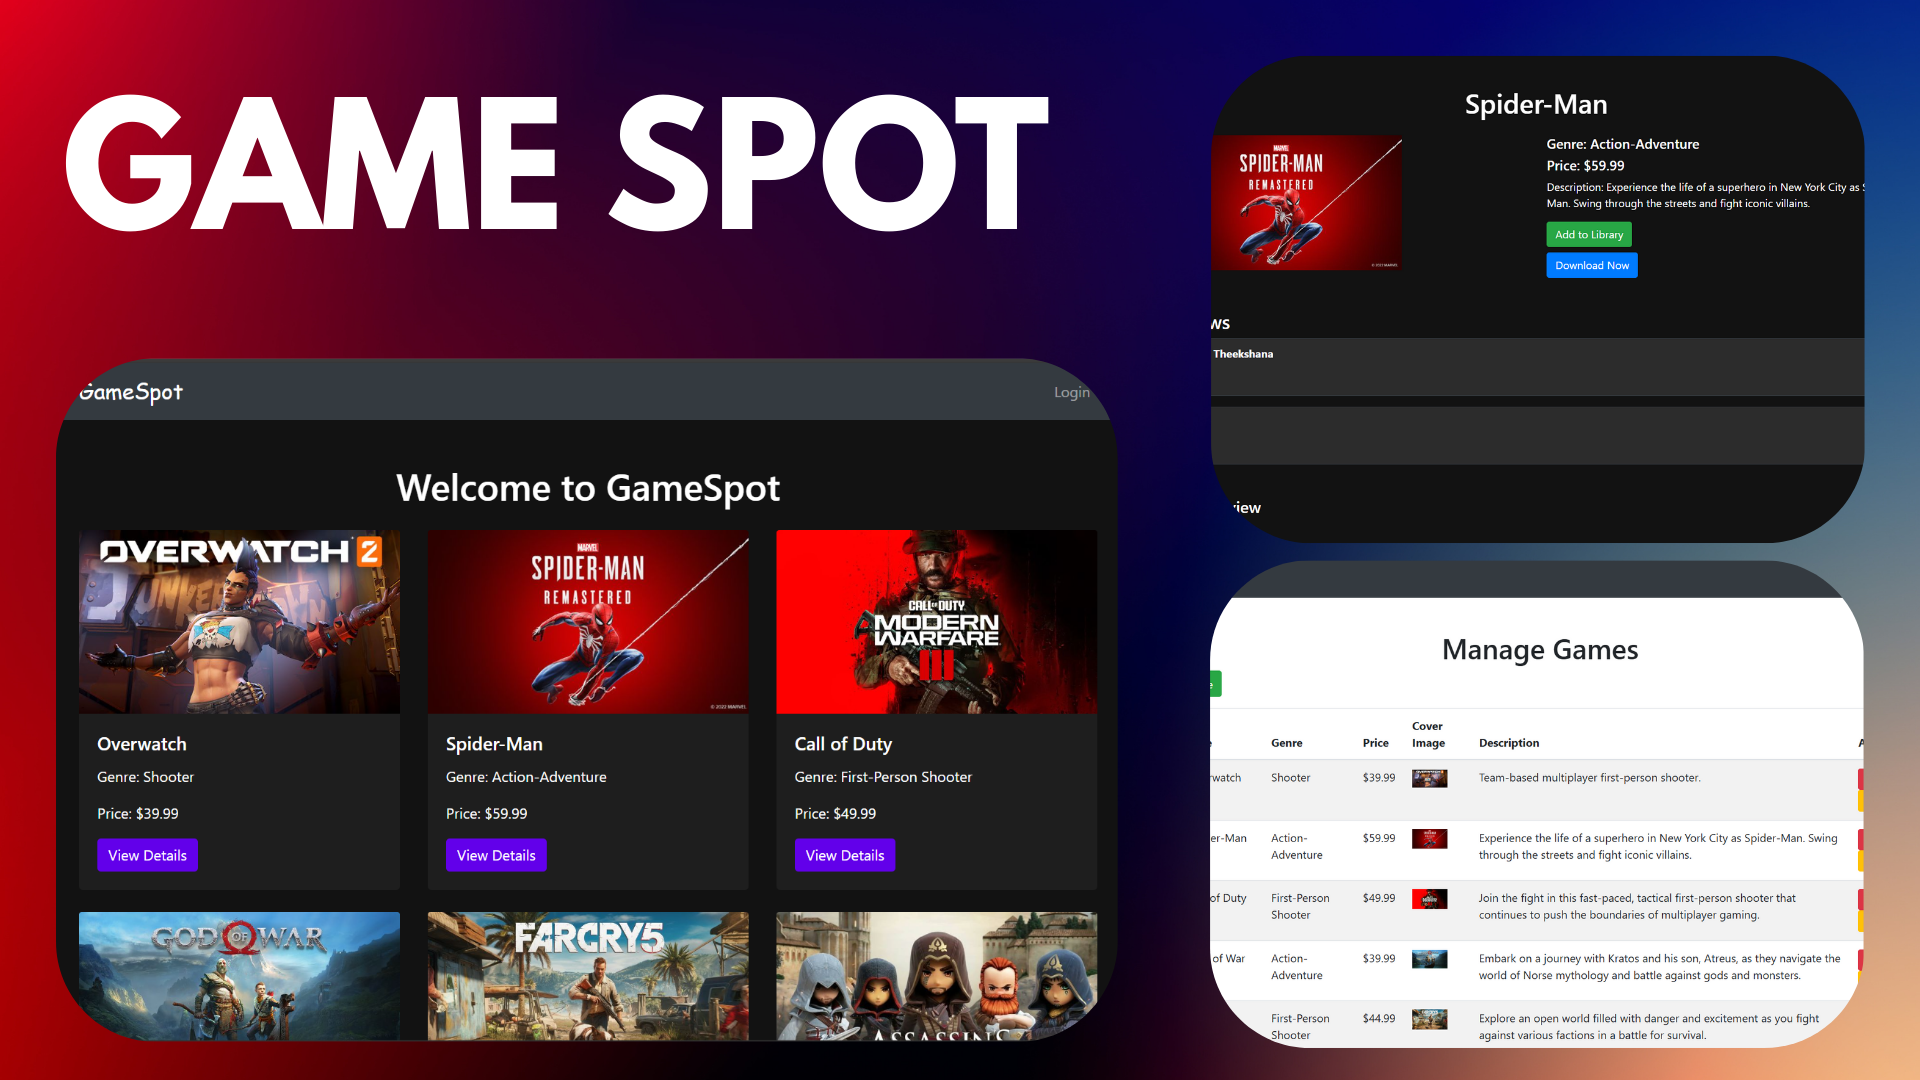 GAME SPOT
GameSpot
Login
Welcome to GameSpot
OVERWATCH 2
MARVEL
SPIDER-MAN
REMASTERED
© 2022 MARVEL
CALL OF DUTY
MODERN
WARFARE
III
Overwatch
Genre: Shooter
Price: $39.99
View Details
Spider-Man
Genre: Action-Adventure
Price: $59.99
View Details
Call of Duty
Genre: First-Person Shooter
Price: $49.99
View Details
GOD OF WAR
FARCRY5
ASSASSINS
Spider-Man
MARVEL
SPIDER-MAN
REMASTERED
© 2022 MARVEL
Genre: Action-Adventure
Price: $59.99
Description: Experience the life of a superhero in New York City as S
Man. Swing through the streets and fight iconic villains.
Add to Library
Download Now
ws
Theekshana
view
Manage Games
Genre Price Cover Image Description A
rwatch Shooter $39.99 Team-based multiplayer first-person shooter.
er-Man Action- $59.99 Experience the life of a superhero in New York City as Spider-Man. Swing
Adventure through the streets and fight iconic villains.
of Duty First-Person $49.99 Join the fight in this fast-paced, tactical first-person shooter that
Shooter continues to push the boundaries of multiplayer gaming.
of War Action- $39.99 Embark on a journey with Kratos and his son, Atreus, as they navigate the
Adventure world of Norse mythology and battle against gods and monsters.
First-Person $44.99 Explore an open world filled with danger and excitement as you fight
Shooter against various factions in a battle for survival.